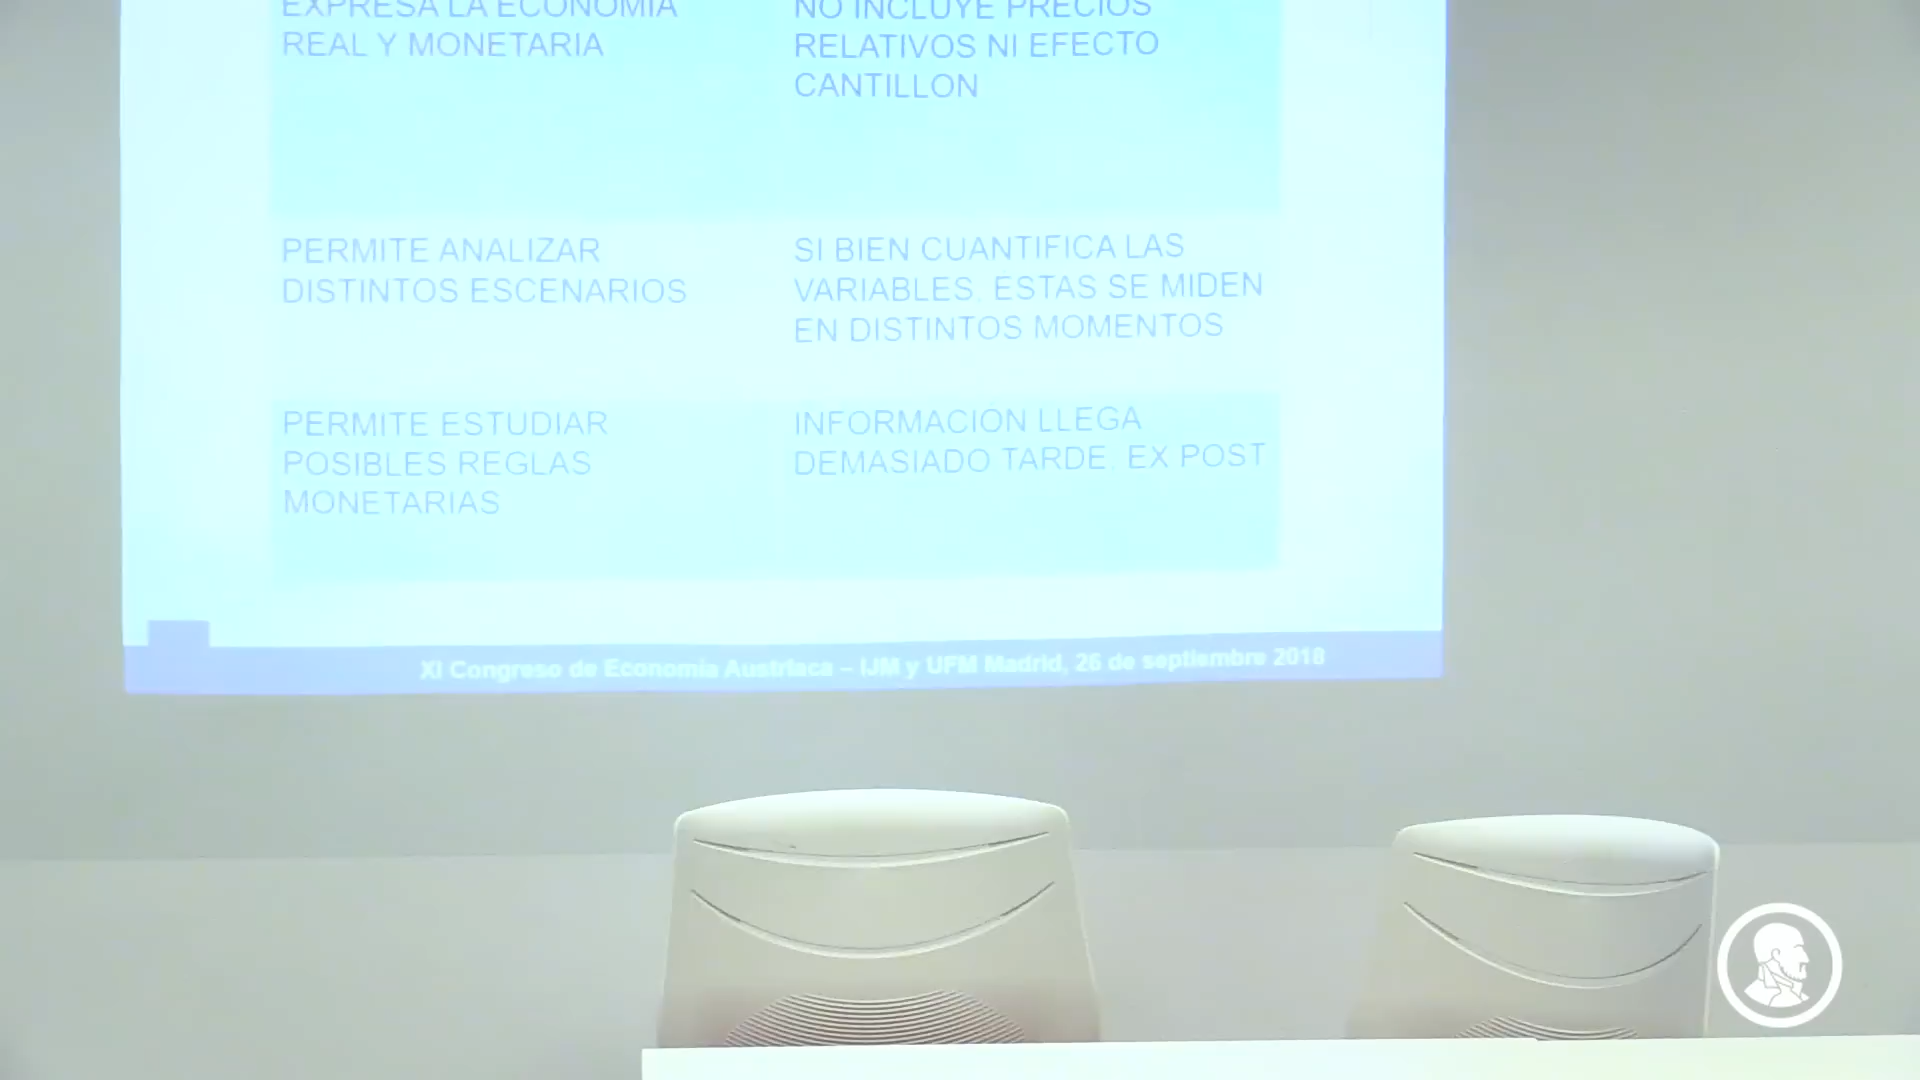 EXPRESA LA ECONOMÍA
REAL Y MONETARIA
NO INCLUYE PRECIOS
RELATIVOS NI EFECTO
CANTILLON
PERMITE ANALIZAR
DISTINTOS ESCENARIOS
SI BIEN CUANTIFICA LAS
VARIABLES, ESTAS SE MIDEN
EN DISTINTOS MOMENTOS
PERMITE ESTUDIAR
POSIBLES REGLAS
MONETARIAS
INFORMACIÓN LLEGA
DEMASIADO TARDE. EX POST
XI Congreso de Economía Austriaca – IJM y UFM Madrid, 26 de septiembre 2018